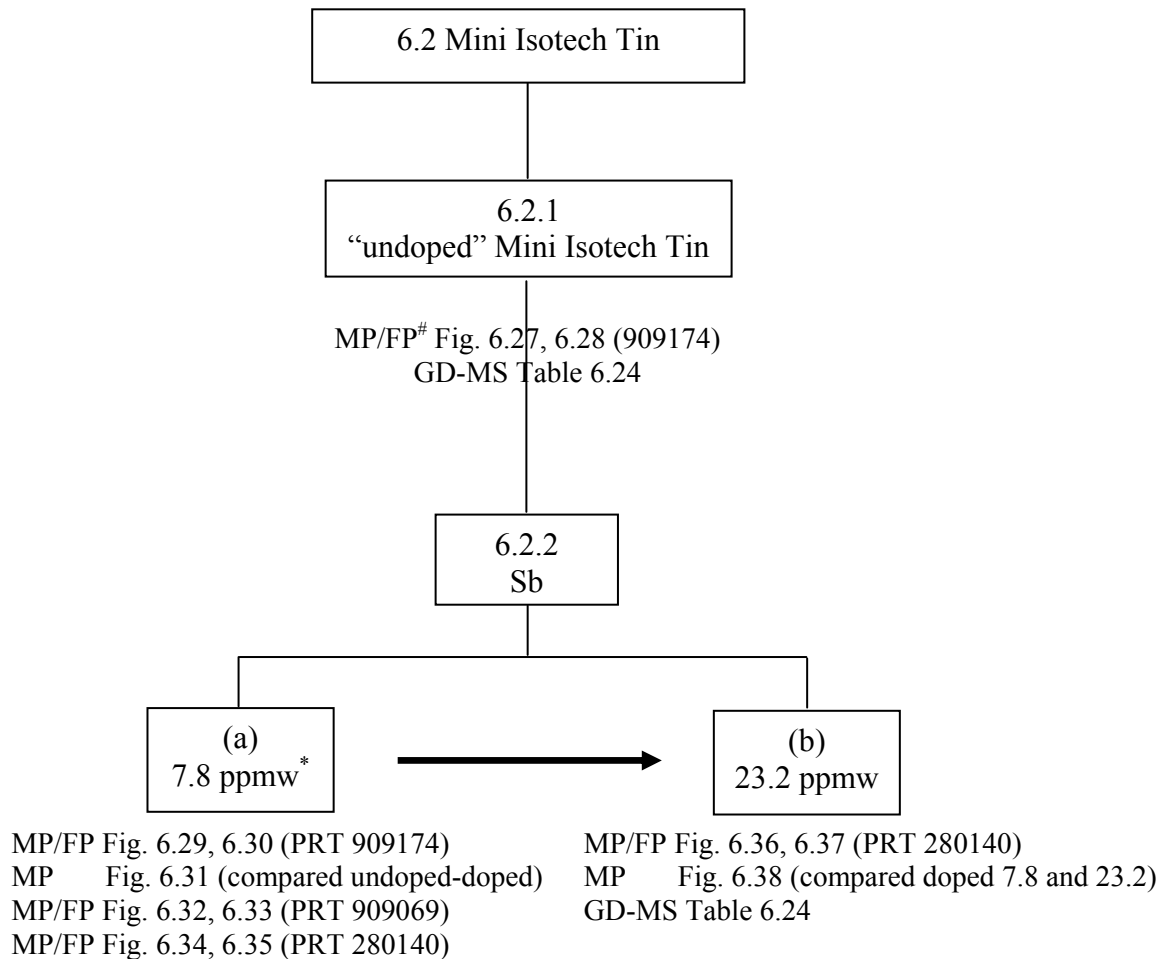 6.2 Mini Isotech Tin
6.2.1
“undoped” Mini Isotech Tin
MP/FP# Fig. 6.27, 6.28 (909174)
GD-MS Table 6.24
6.2.2
Sb
(a)
7.8 ppmw*
(b)
23.2 ppmw
MP/FP Fig. 6.29, 6.30 (PRT 909174)
MP Fig. 6.31 (compared undoped-doped)
MP/FP Fig. 6.32, 6.33 (PRT 909069)
MP/FP Fig. 6.34, 6.35 (PRT 280140)
MP/FP Fig. 6.36, 6.37 (PRT 280140)
MP Fig. 6.38 (compared doped 7.8 and 23.2)
GD-MS Table 6.24